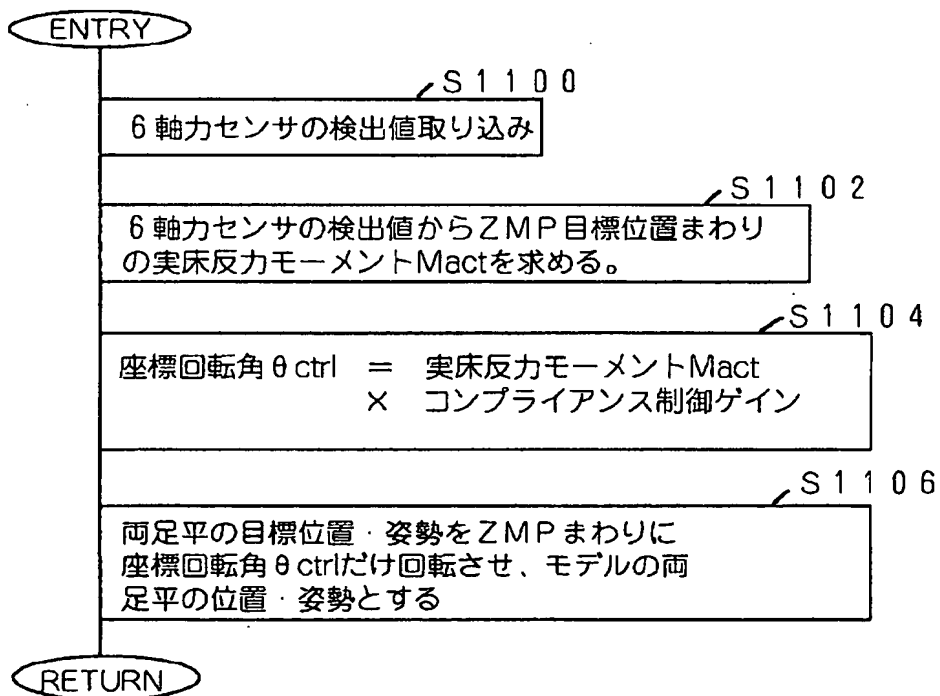 ENTRY
S1100
6軸力センサの検出値取り込み
S1102
6軸力センサの検出値からZMP目標位置まわり
の実床反力モーメントMactを求める。
S1104
座標回転角θctrl = 実床反力モーメントMact
× コンプライアンス制御ゲイン
S1106
両足平の目標位置・姿勢をZMPまわりに
座標回転角θctrlだけ回転させ、モデルの両
足平の位置・姿勢とする
RETURN